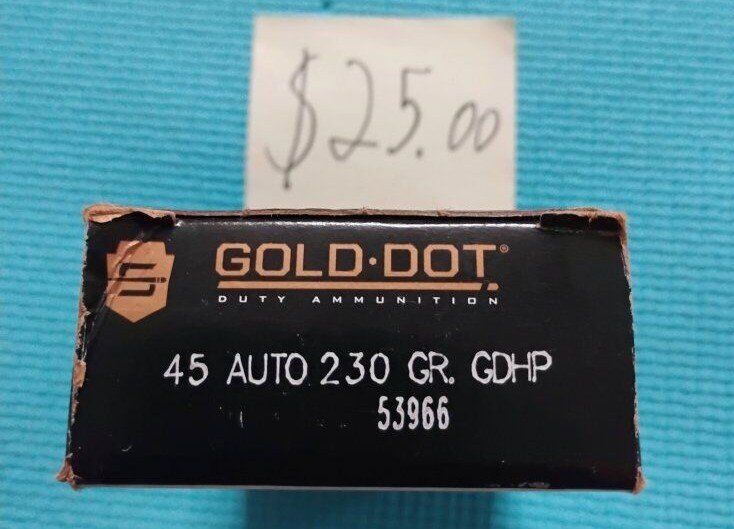 $25.00
GOLD·DOT®
DUTY AMMUNITION
45 AUTO 230 GR. GDHP
53966